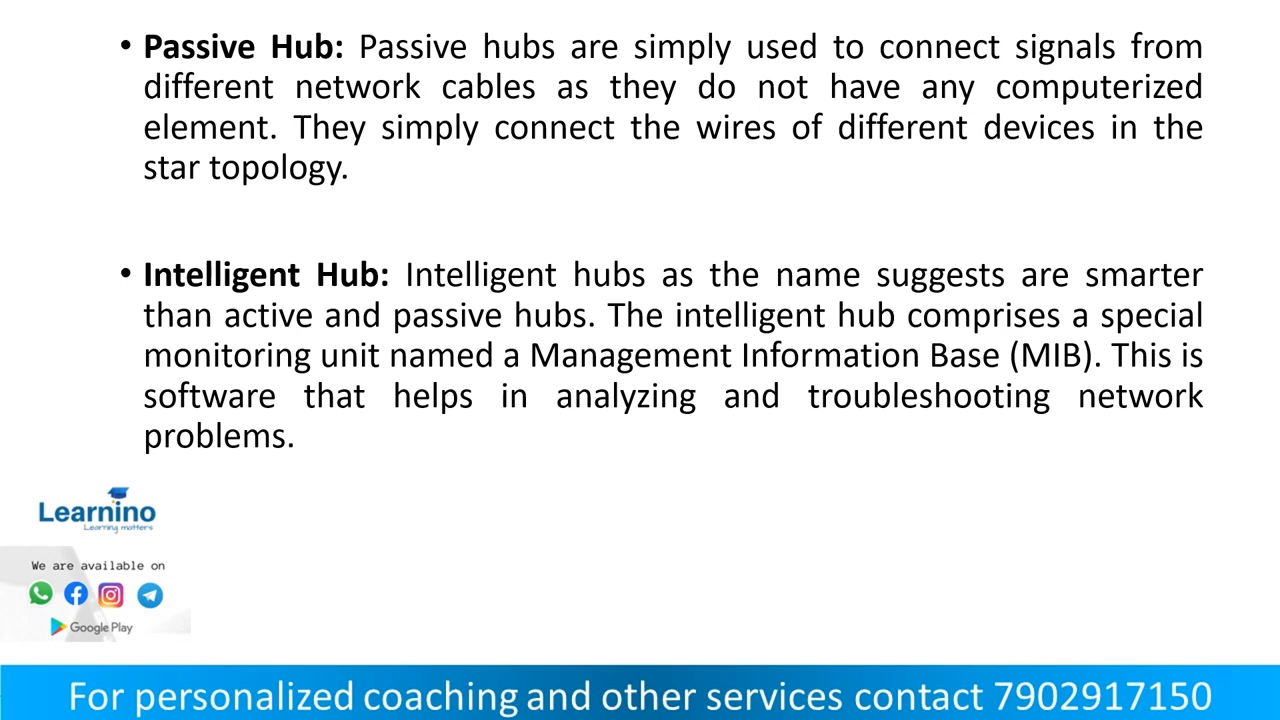 • Passive Hub: Passive hubs are simply used to connect signals from
different network cables as they do not have any computerized
element. They simply connect the wires of different devices in the
star topology.
• Intelligent Hub: Intelligent hubs as the name suggests are smarter
than active and passive hubs. The intelligent hub comprises a special
monitoring unit named a Management Information Base (MIB). This is
software that helps in analyzing and troubleshooting network
problems.
Learnino
Learning matters
We are available on
Google Play
For personalized coaching and other services contact 7902917150